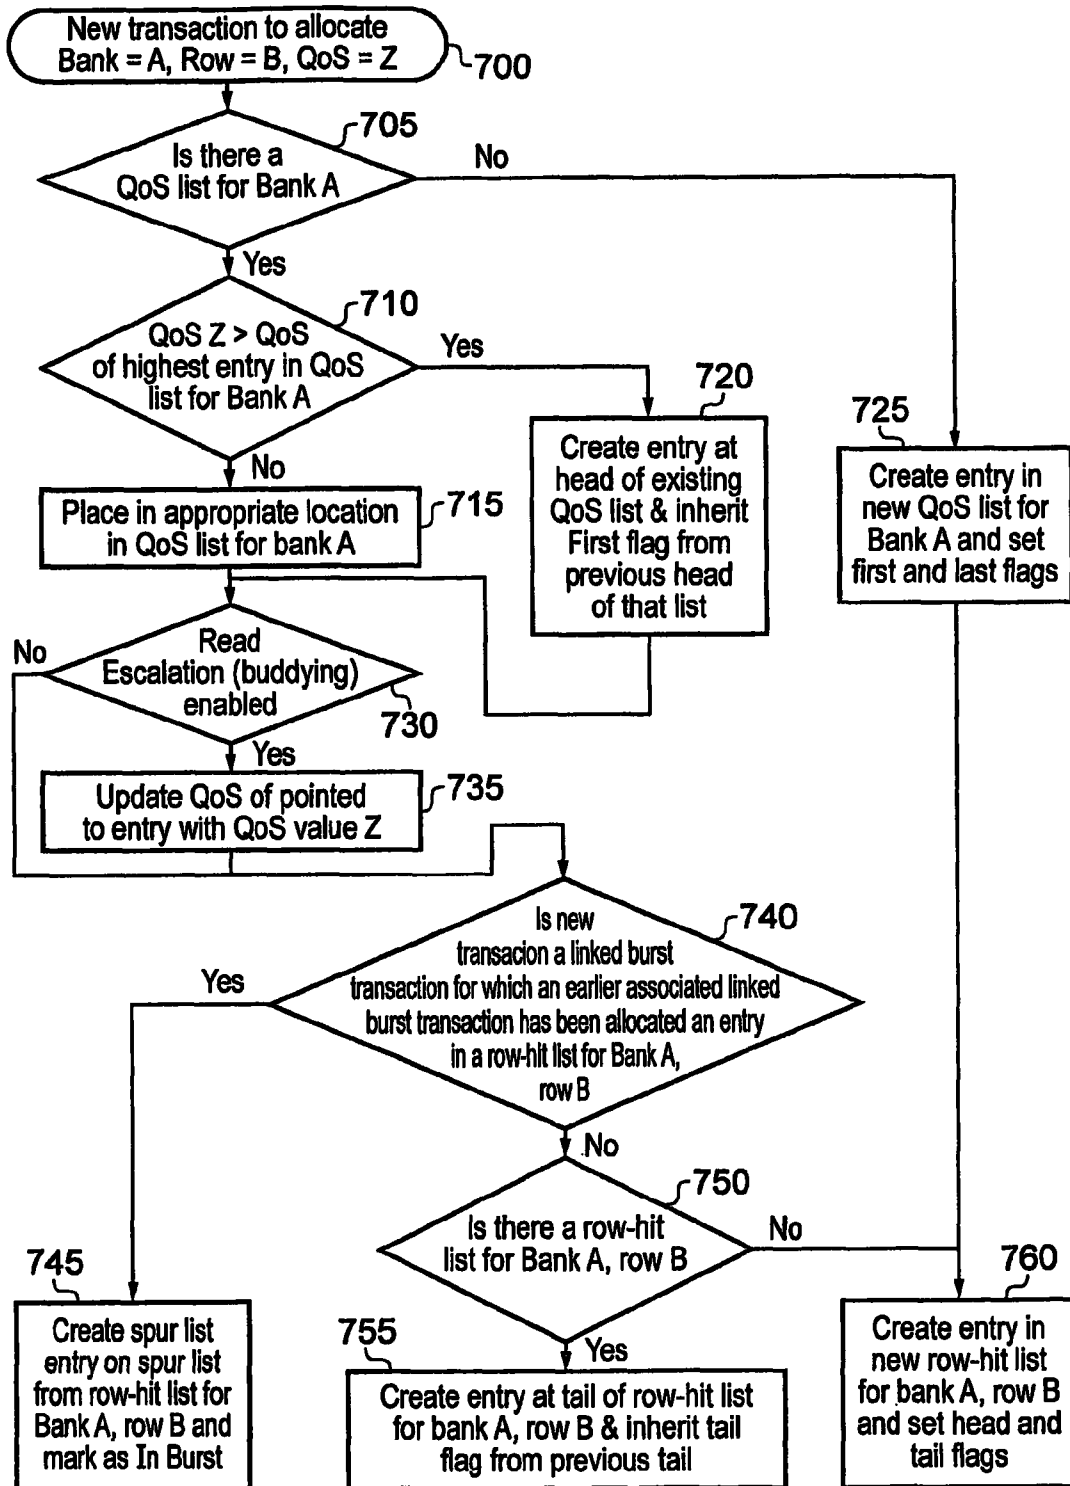 New transaction to allocate
Bank = A, Row = B, QoS = Z
700
705
Is there a
QoS list for Bank A
No
Yes
710
QoS Z > QoS
of highest entry in QoS
list for Bank A
Yes
No
720
Create entry at
head of existing
QoS list & inherit
First flag from
previous head
of that list
725
Create entry in
new QoS list for
Bank A and set
first and last flags
Place in appropriate location
in QoS list for bank A
715
No
Read
Escalation (buddying)
enabled
730
Yes
Update QoS of pointed
to entry with QoS value Z
735
740
Is new
transacion a linked burst
transaction for which an earlier associated linked
burst transaction has been allocated an entry
in a row-hit list for Bank A,
row B
Yes
No
750
Is there a row-hit
list for Bank A, row B
No
Yes
745
Create spur list
entry on spur list
from row-hit list for
Bank A, row B and
mark as In Burst
755
Create entry at tail of row-hit list
for bank A, row B & inherit tail
flag from previous tail
760
Create entry in
new row-hit list
for bank A, row B
and set head and
tail flags